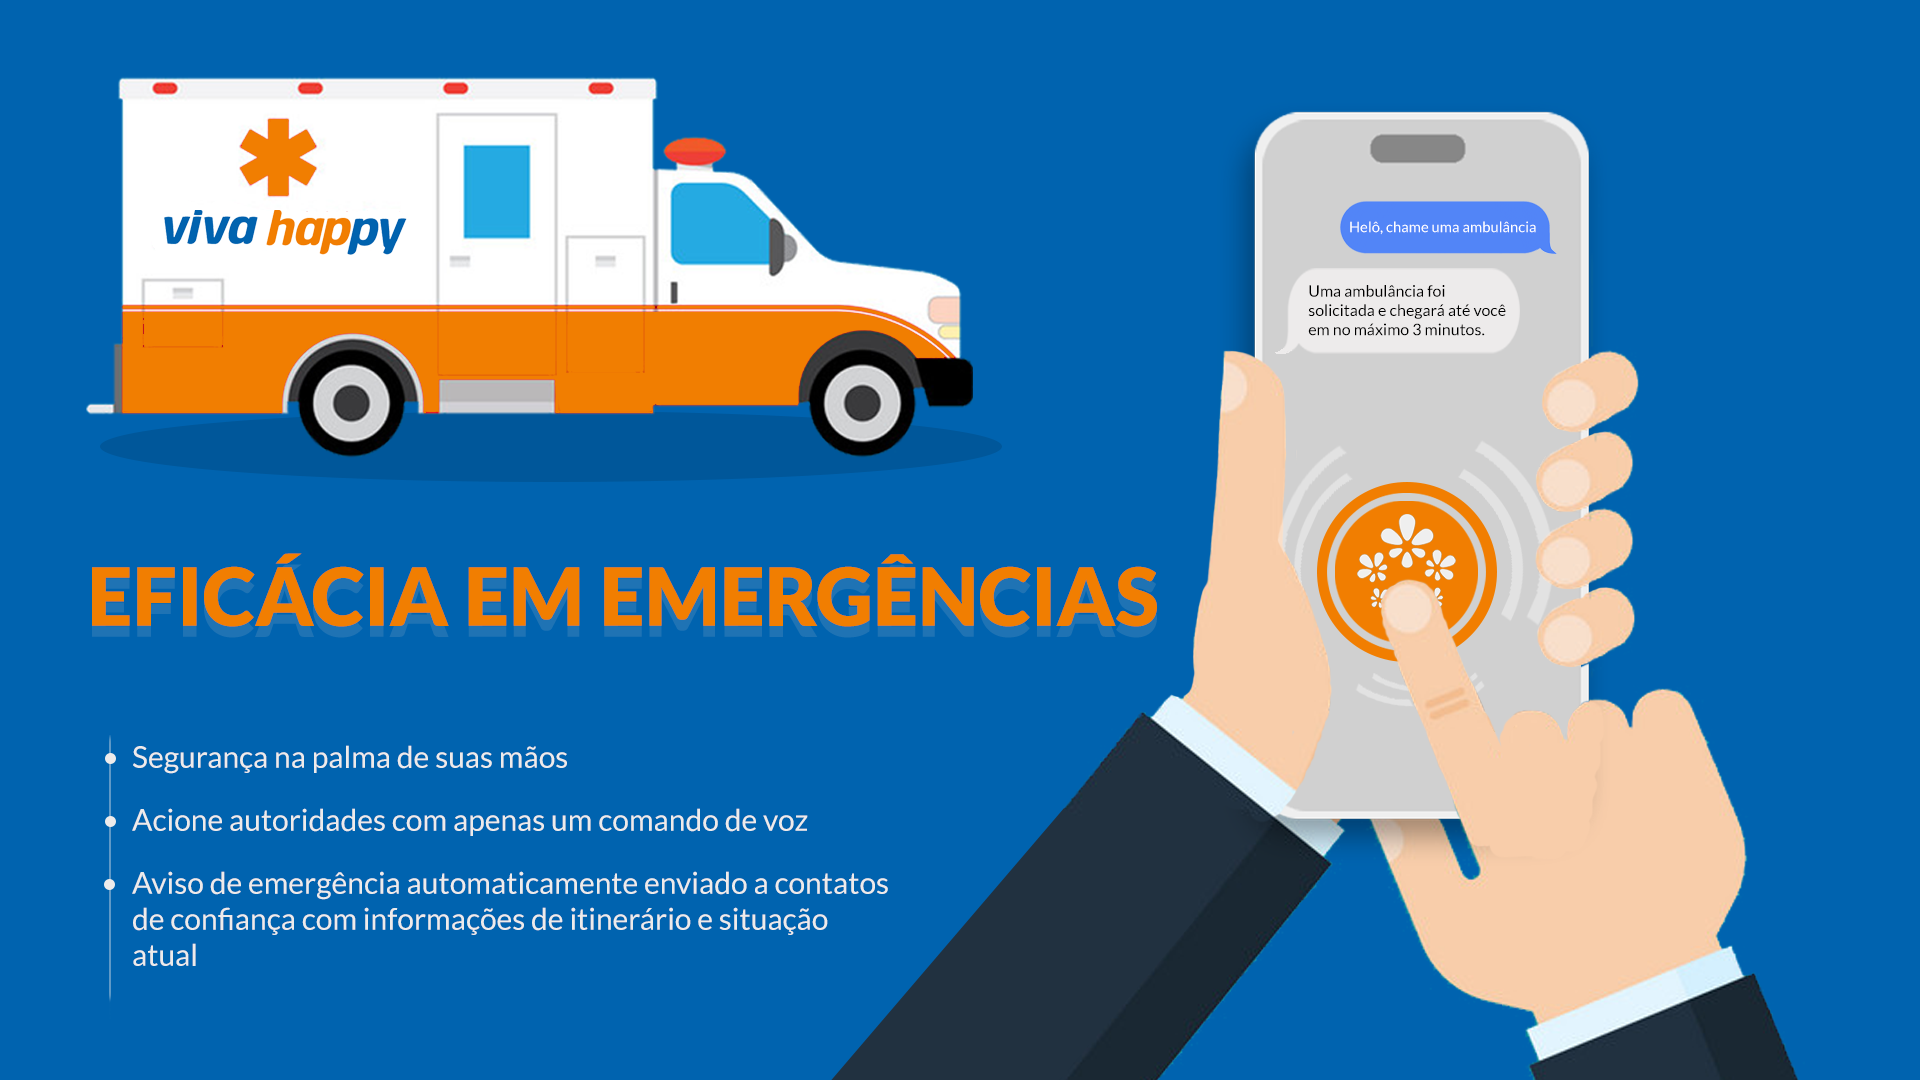 viva happy
Helô, chame uma ambulância
Uma ambulância foi
solicitada e chegará até você
em no máximo 3 minutos.
EFICÁCIA EM EMERGÊNCIAS
Segurança na palma de suas mãos
Acione autoridades com apenas um comando de voz
Aviso de emergência automaticamente enviado a contatos
de confiança com informações de itinerário e situação
atual